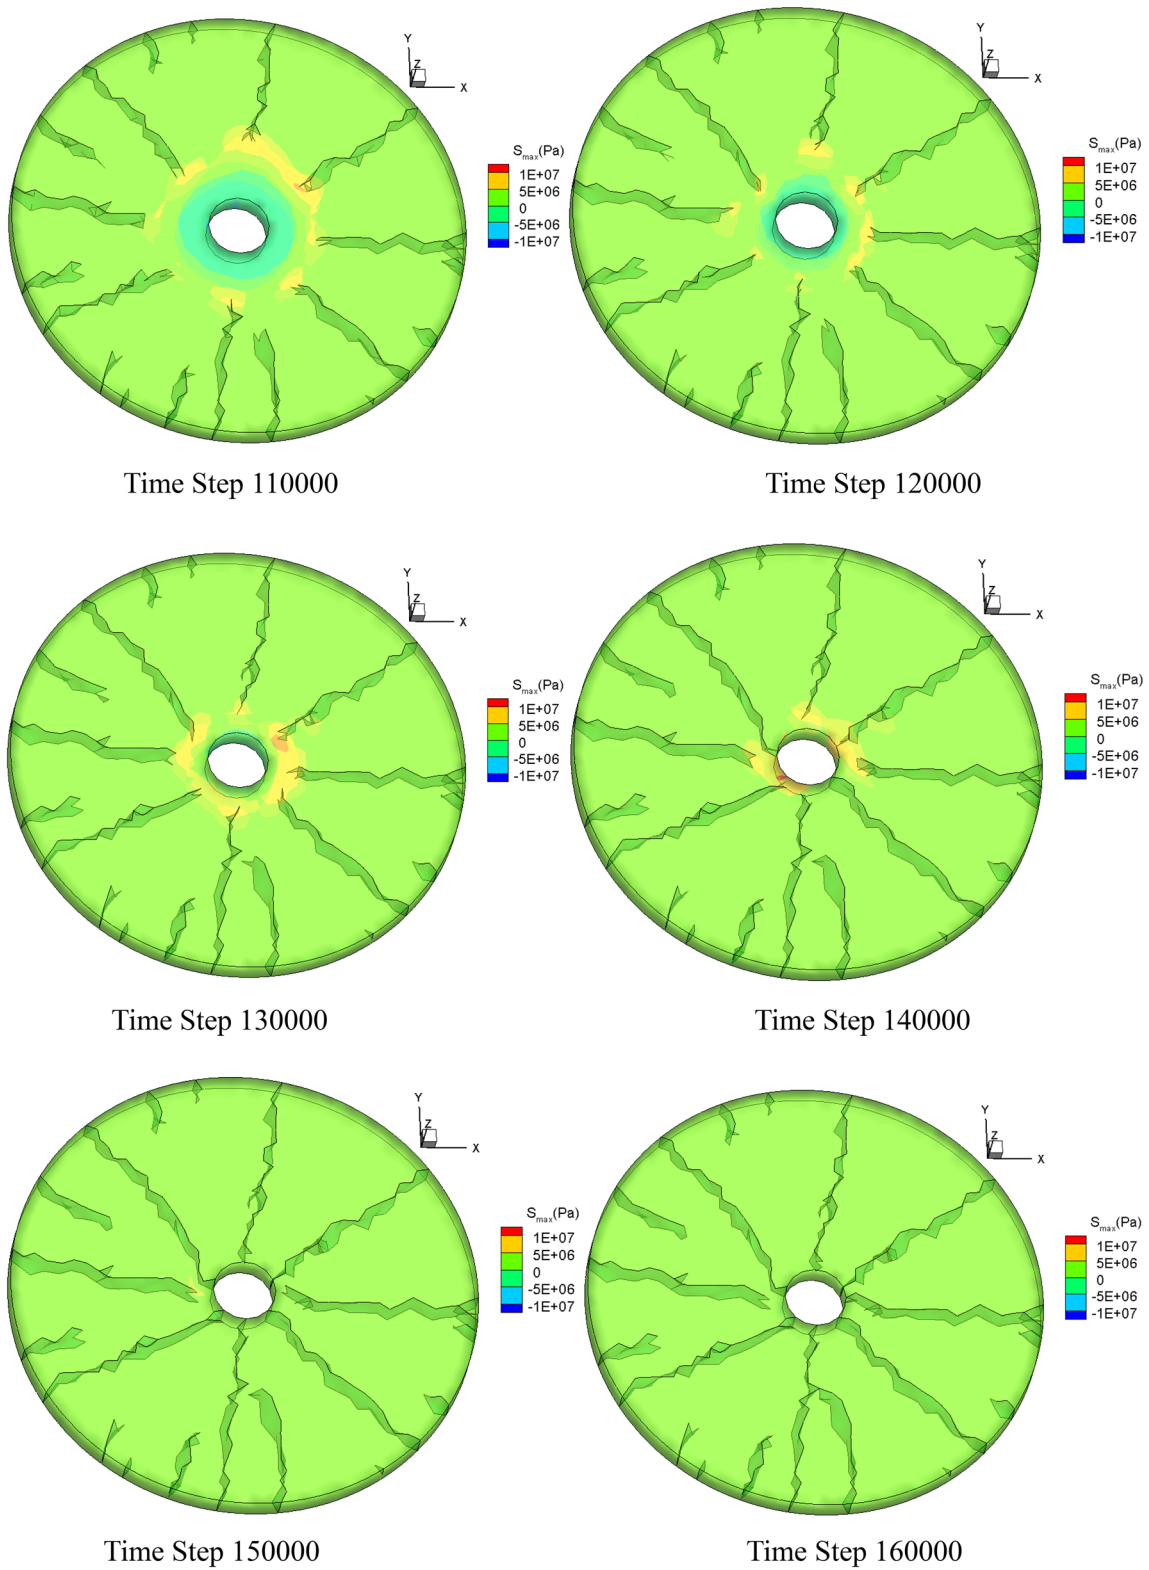 Y
Z
X
Smax(Pa)
1E+07
5E+06
0
-5E+06
-1E+07
Time Step 110000
Y
Z
X
Smax(Pa)
1E+07
5E+06
0
-5E+06
-1E+07
Time Step 120000
Y
Z
X
Smax(Pa)
1E+07
5E+06
0
-5E+06
-1E+07
Time Step 130000
Y
Z
X
Smax(Pa)
1E+07
5E+06
0
-5E+06
-1E+07
Time Step 140000
Y
Z
X
Smax(Pa)
1E+07
5E+06
0
-5E+06
-1E+07
Time Step 150000
Y
Z
X
Smax(Pa)
1E+07
5E+06
0
-5E+06
-1E+07
Time Step 160000